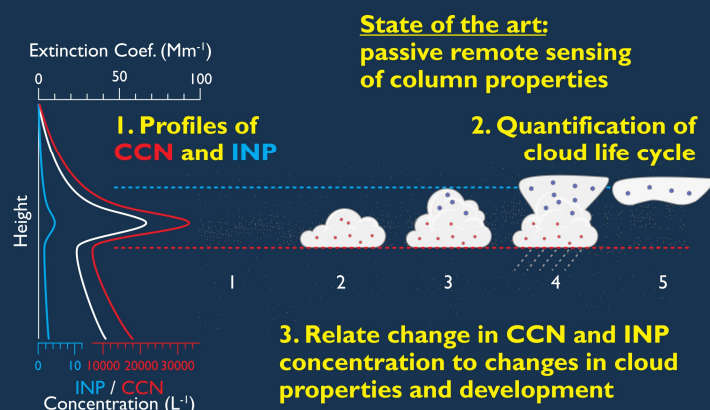 State of the art:
passive remote sensing
of column properties
Extinction Coef. (Mm⁻¹)
0 50 100
1. Profiles of
CCN and INP
2. Quantification of
cloud life cycle
Height
1 2 3 4 5
3. Relate change in CCN and INP
concentration to changes in cloud
properties and development
0 10 10000 20000 30000
INP / CCN
Concentration (L⁻¹)